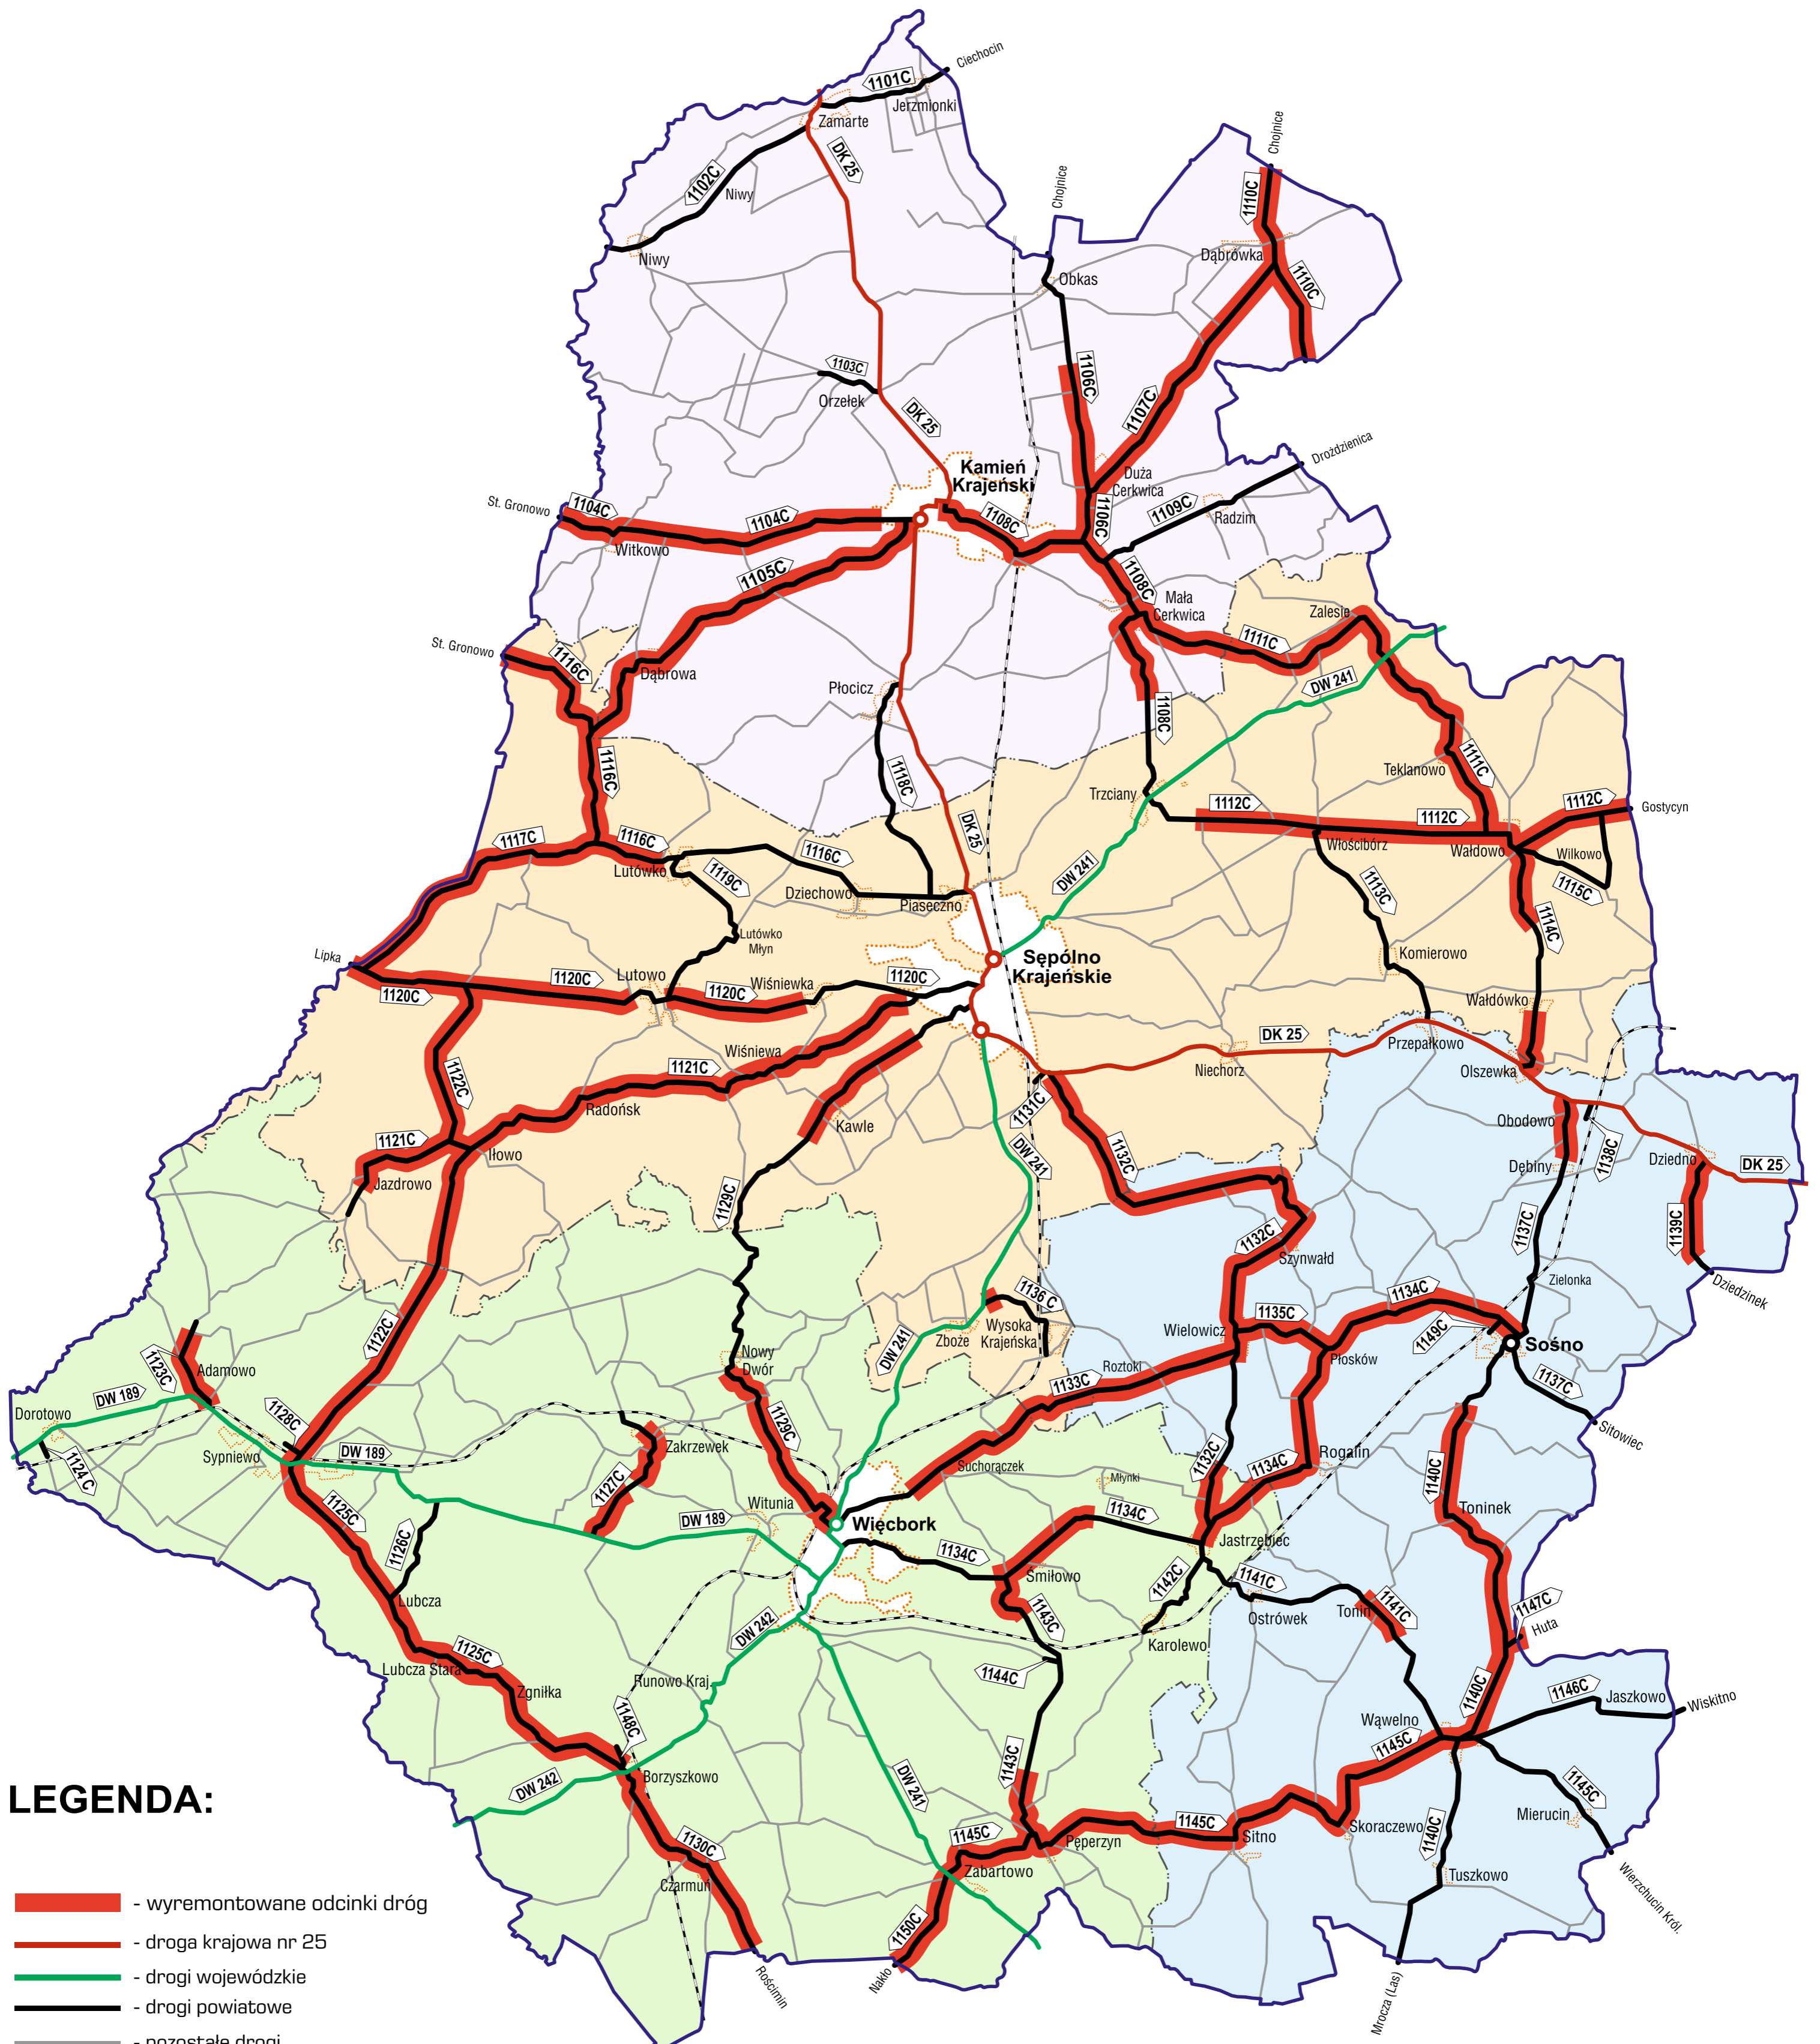 Ciechocin
1101C
Jerzmionki
Zamarte
DK 25
Chojnice
1102C
Niwy
Chojnice
1110C
Niwy
Dąbrówka
Obkas
1110C
1103C
Orzełek
1106C
1107C
DK 25
Kamień
Krajeński
Drożdzienica
Duża
Cerkwica
St. Gronowo
1104C
1104C
1108C
1106C
1109C
Radzim
Witkowo
1105C
1108C
Mała
Cerkwica
Zalesie
St. Gronowo
1116C
1111C
Dąbrowa
Płocicz
DW 241
1108C
1116C
1118C
1111C
Teklanowo
Trzciany
1112C
1112C
1112C
Gostycyn
DK 25
1117C
1116C
1116C
Włościbórz
Wałdowo
Wilkowo
Lutówko
1119C
Dziechowo
Piaseczno
DW 241
1113C
1115C
1114C
Lutówko
Młyn
Lipka
Sępólno
Krajeńskie
Komierowo
1120C
1120C
Lutowo
1120C
Wiśniewka
1120C
Wałdówko
DK 25
Przepałkowo
Wiśniewa
1121C
Niechorz
Olszewka
1122C
Radońsk
1131C
Kawle
Obodowo
1138C
1121C
Iłowo
DW 241
1132C
Dębiny
Dziedno
DK 25
Jazdrowo
1129C
1137C
1139C
1132C
Szynwałd
Zielonka
Dziedzinek
1136 C
1134C
1122C
Wysoka
Krajeńska
Zboże
Wielowicz
1135C
1149C
Sośno
1123C
Adamowo
DW 241
Nowy
Dwór
Roztoki
Płosków
DW 189
1133C
1137C
Dorotowo
1128C
Sypniewo
DW 189
1129C
Sitowiec
1124 C
Zakrzewek
Suchorączek
Młynki
1132C
1134C
Rogalin
1127C
1140C
1125C
Witunia
DW 189
Więcbork
1134C
Toninek
1126C
1134C
Jastrzębiec
Śmiłowo
1142C
1141C
Lubcza
1143C
Ostrówek
Tonin
1141C
1147C
Huta
DW 242
Karolewo
1125C
Lubcza Stara
1144C
Runowo Kraj.
Zgniłka
1140C
1146C
Jaszkowo
Wiskitno
1148C
Wąwelno
1145C
1143C
Borzyszkowo
DW 242
DW 241
1145C
Mierucin
LEGENDA:
1145C
1145C
Skoraczewo
1140C
1130C
Pęperzyn
Sitno
Czarmuń
Zabartowo
Tuszkowo
Wierzchucin Król.
- wyremontowane odcinki dróg
1150C
- droga krajowa nr 25
Nakło
Rościmin
- drogi wojewódzkie
Mrocza (Las)
- drogi powiatowe
- pozostałe drogi